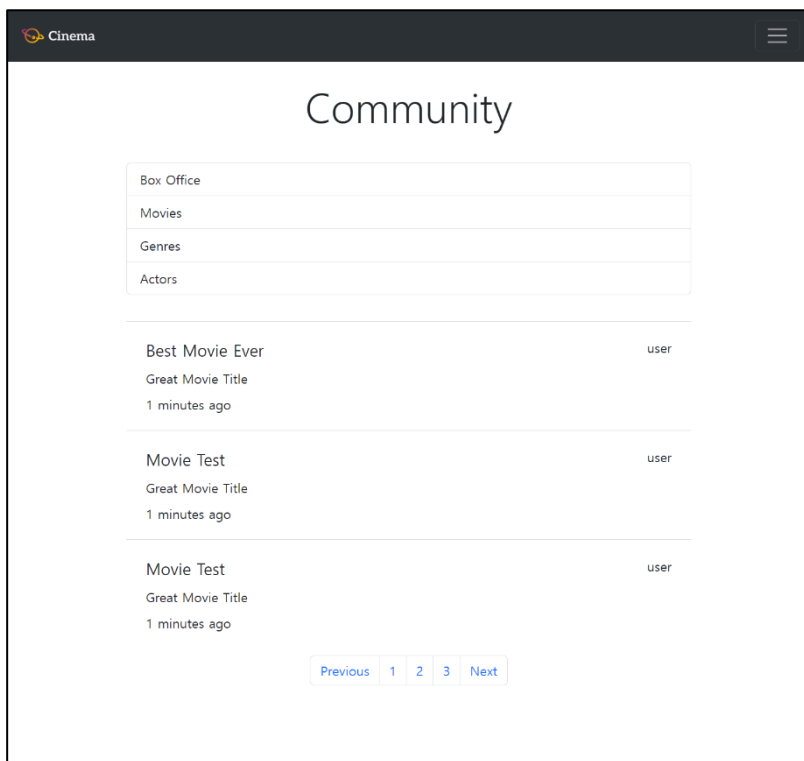 Cinema
Community
Box Office
Movies
Genres
Actors
Best Movie Ever user
Great Movie Title
1 minutes ago
Movie Test user
Great Movie Title
1 minutes ago
Movie Test user
Great Movie Title
1 minutes ago
Previous 1 2 3 Next